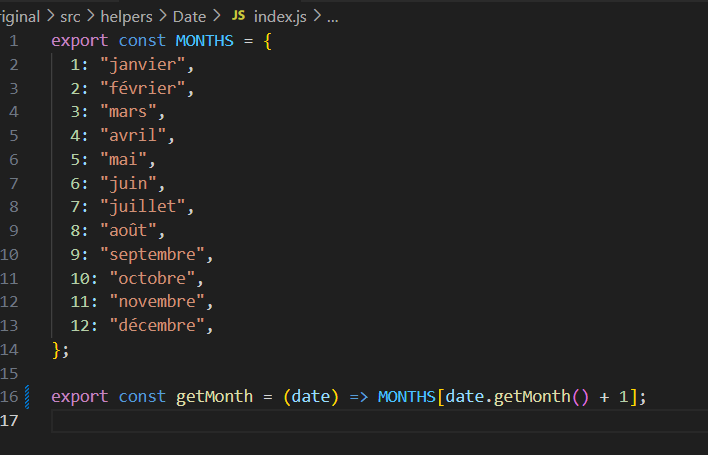 riginal > src > helpers > Date > JS index.js > ...
1 export const MONTHS = {
2 1: "janvier",
3 2: "février",
4 3: "mars",
5 4: "avril",
6 5: "mai",
7 6: "juin",
8 7: "juillet",
9 8: "août",
10 9: "septembre",
11 10: "octobre",
12 11: "novembre",
13 12: "décembre",
14 };
15
16 export const getMonth = (date) => MONTHS[date.getMonth() + 1];
17